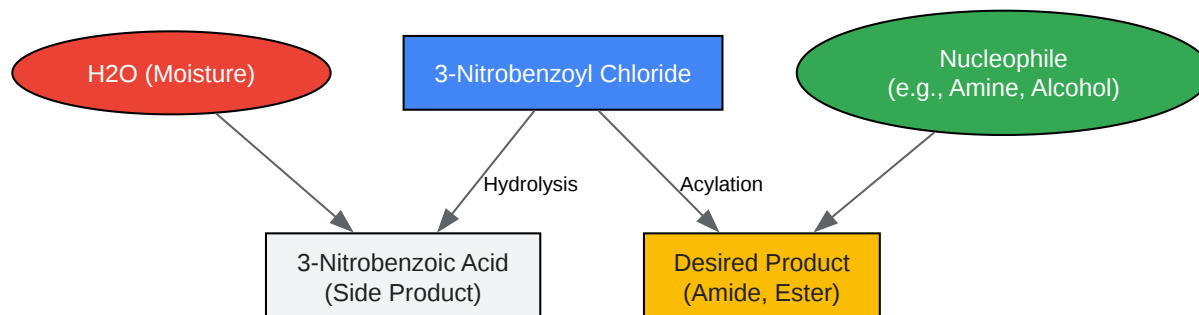 H2O (Moisture)
3-Nitrobenzoyl Chloride
Nucleophile
(e.g., Amine, Alcohol)
Hydrolysis
Acylation
3-Nitrobenzoic Acid
(Side Product)
Desired Product
(Amide, Ester)